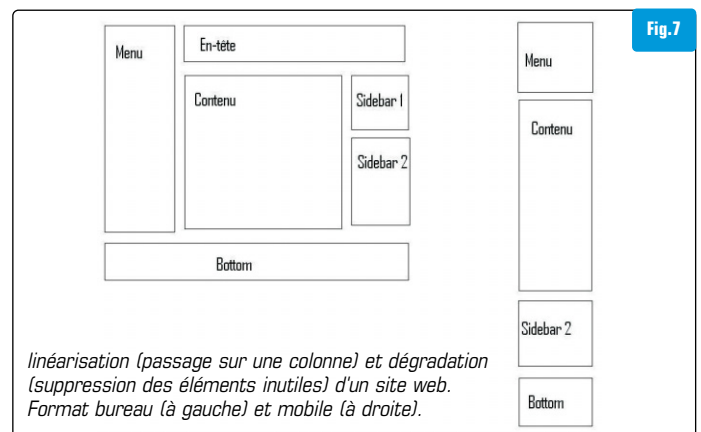 Fig.7
Menu
En-tête
Contenu
Sidebar 1
Sidebar 2
Bottom
Menu
Contenu
Sidebar 2
Bottom
linéarisation (passage sur une colonne) et dégradation
(suppression des éléments inutiles) d'un site web.
Format bureau (à gauche) et mobile (à droite).